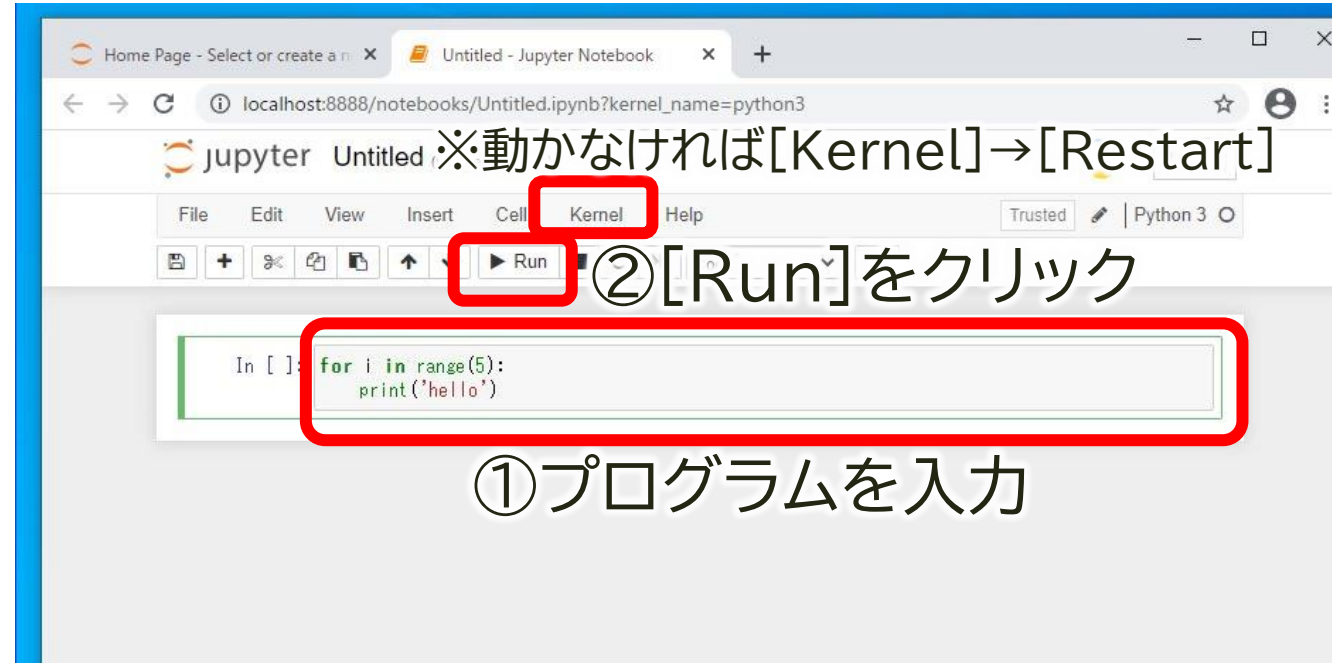 Home Page - Select or create a n
Untitled - Jupyter Notebook
localhost:8888/notebooks/Untitled.ipynb?kernel_name=python3
jupyter Untitled ※動かなければ[Kernel]→[Restart]
File Edit View Insert Cell Kernel Help Trusted Python 3
Run ②[Run]をクリック
In [ ]: for i in range(5):
print('hello')
①プログラムを入力